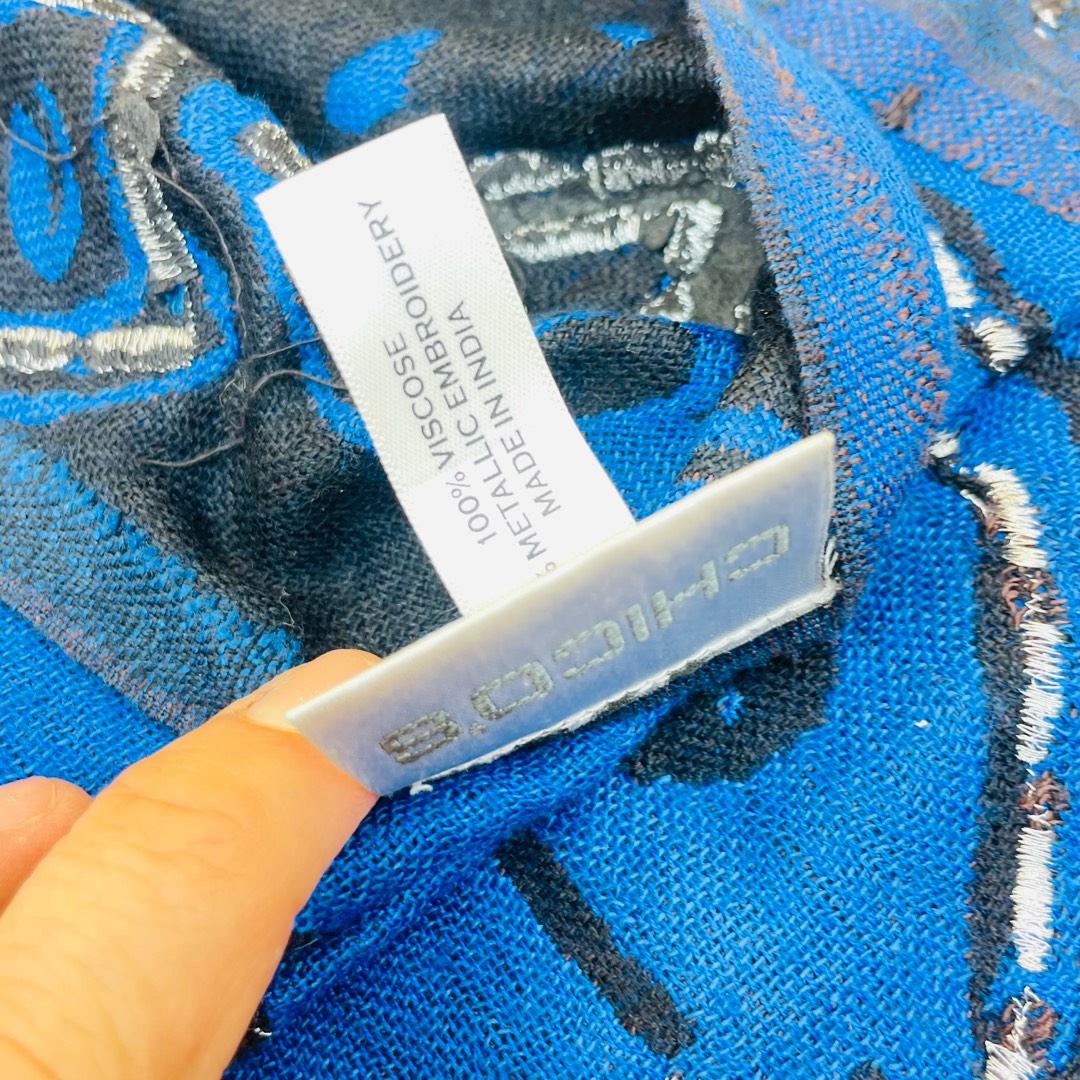 100% VISCOSE
% METALLIC EMBROIDERY
MADE IN INDIA
CHICO'S